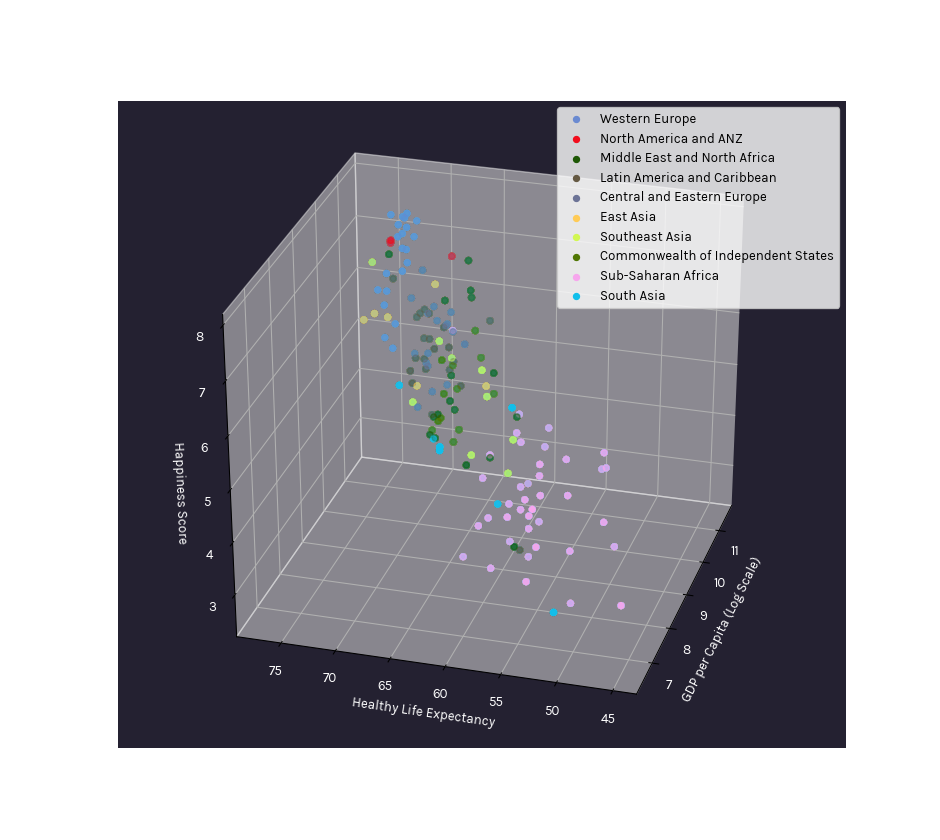 Western Europe
North America and ANZ
Middle East and North Africa
Latin America and Caribbean
Central and Eastern Europe
East Asia
Southeast Asia
Commonwealth of Independent States
Sub-Saharan Africa
South Asia
8
7
6
5
4
3
Happiness Score
75
70
65
60
55
50
45
Healthy Life Expectancy
11
10
9
8
7
GDP per Capita (Log Scale)